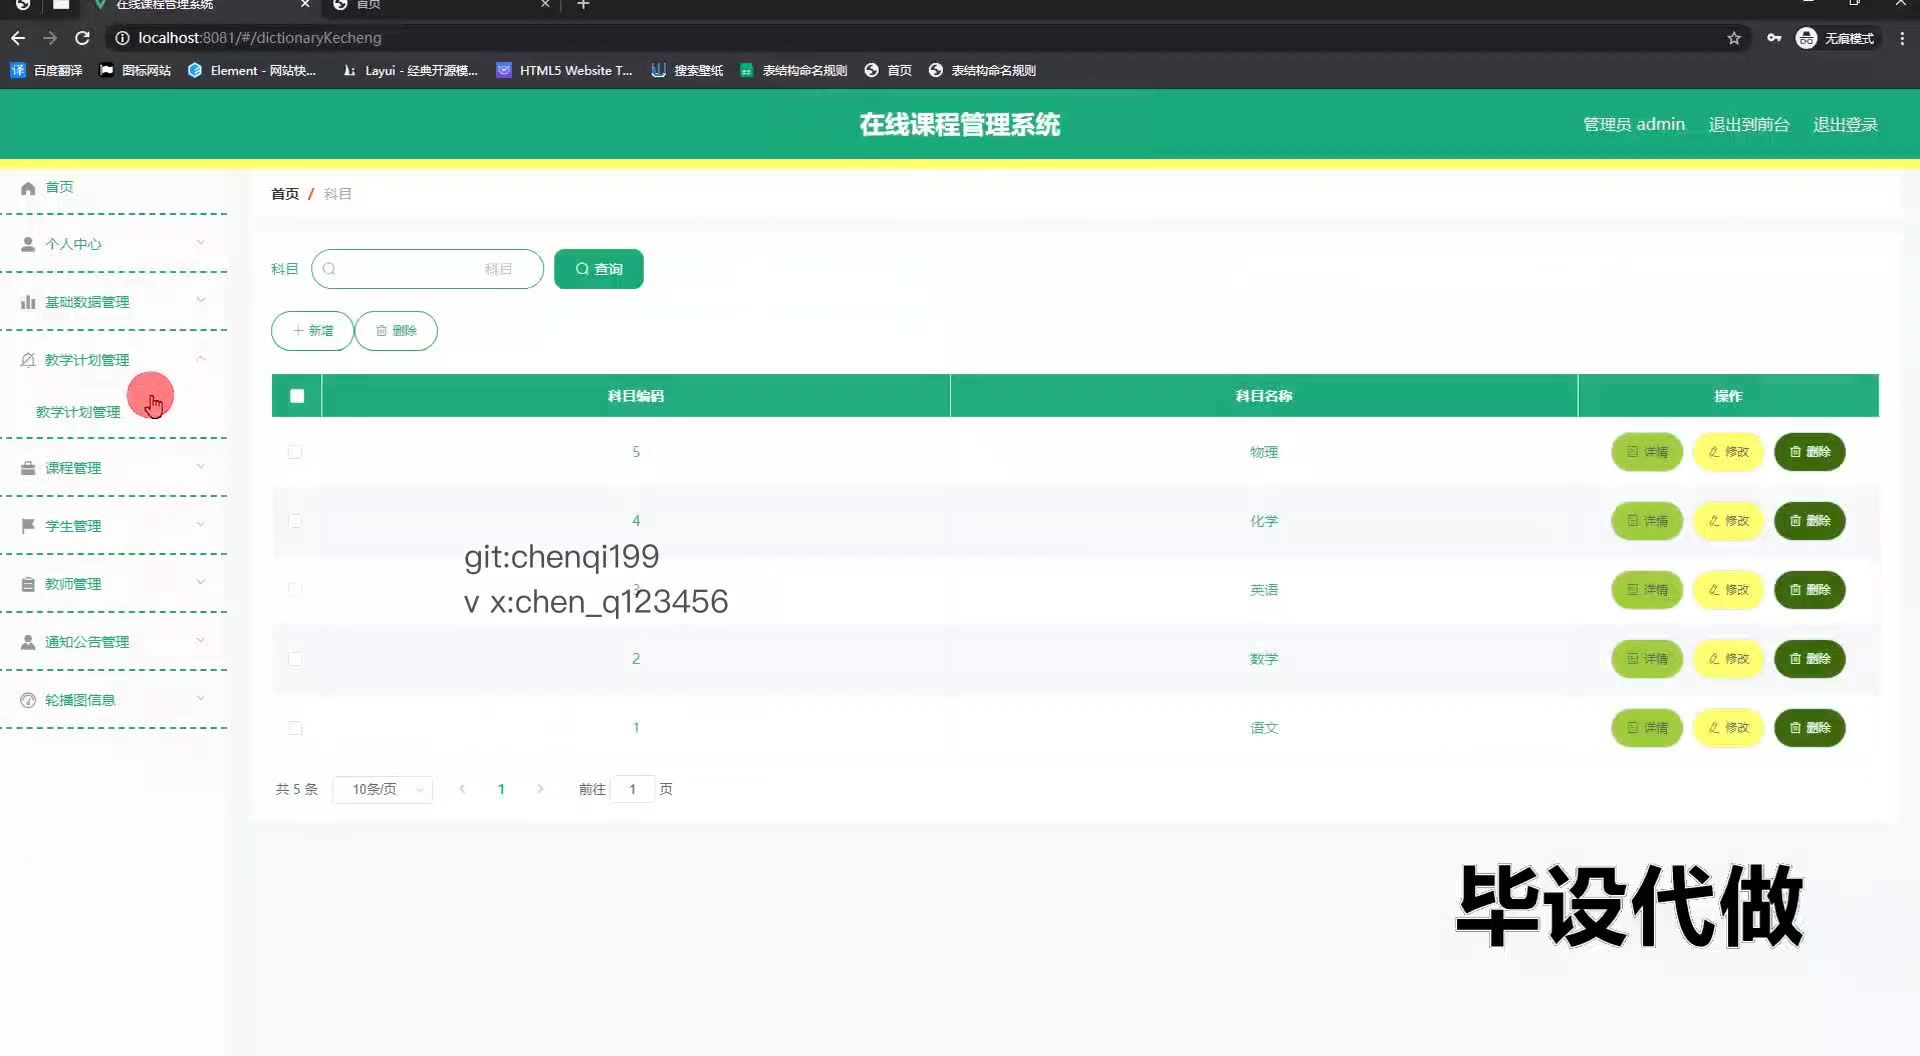 在线课程管理系统
首页
localhost:8081/#/dictionaryKecheng
无痕模式
百度翻译
图标网站
Element - 网站快...
Layui - 经典开源模...
HTML5 Website T...
搜索壁纸
表结构命名规则
首页
表结构命名规则
在线课程管理系统
管理员 admin
退出到前台
退出登录
首页
个人中心
基础数据管理
教学计划管理
教学计划管理
课程管理
学生管理
教师管理
通知公告管理
轮播图信息
首页 / 科目
科目
科目
查询
新增
删除
科目编码 科目名称 操作
5 物理 详情 修改 删除
4 化学 详情 修改 删除
3 英语 详情 修改 删除
2 数学 详情 修改 删除
1 语文 详情 修改 删除
git:chenqi199
v x:chen_q123456
共 5 条 10条/页 1 前往 1 页
毕设代做